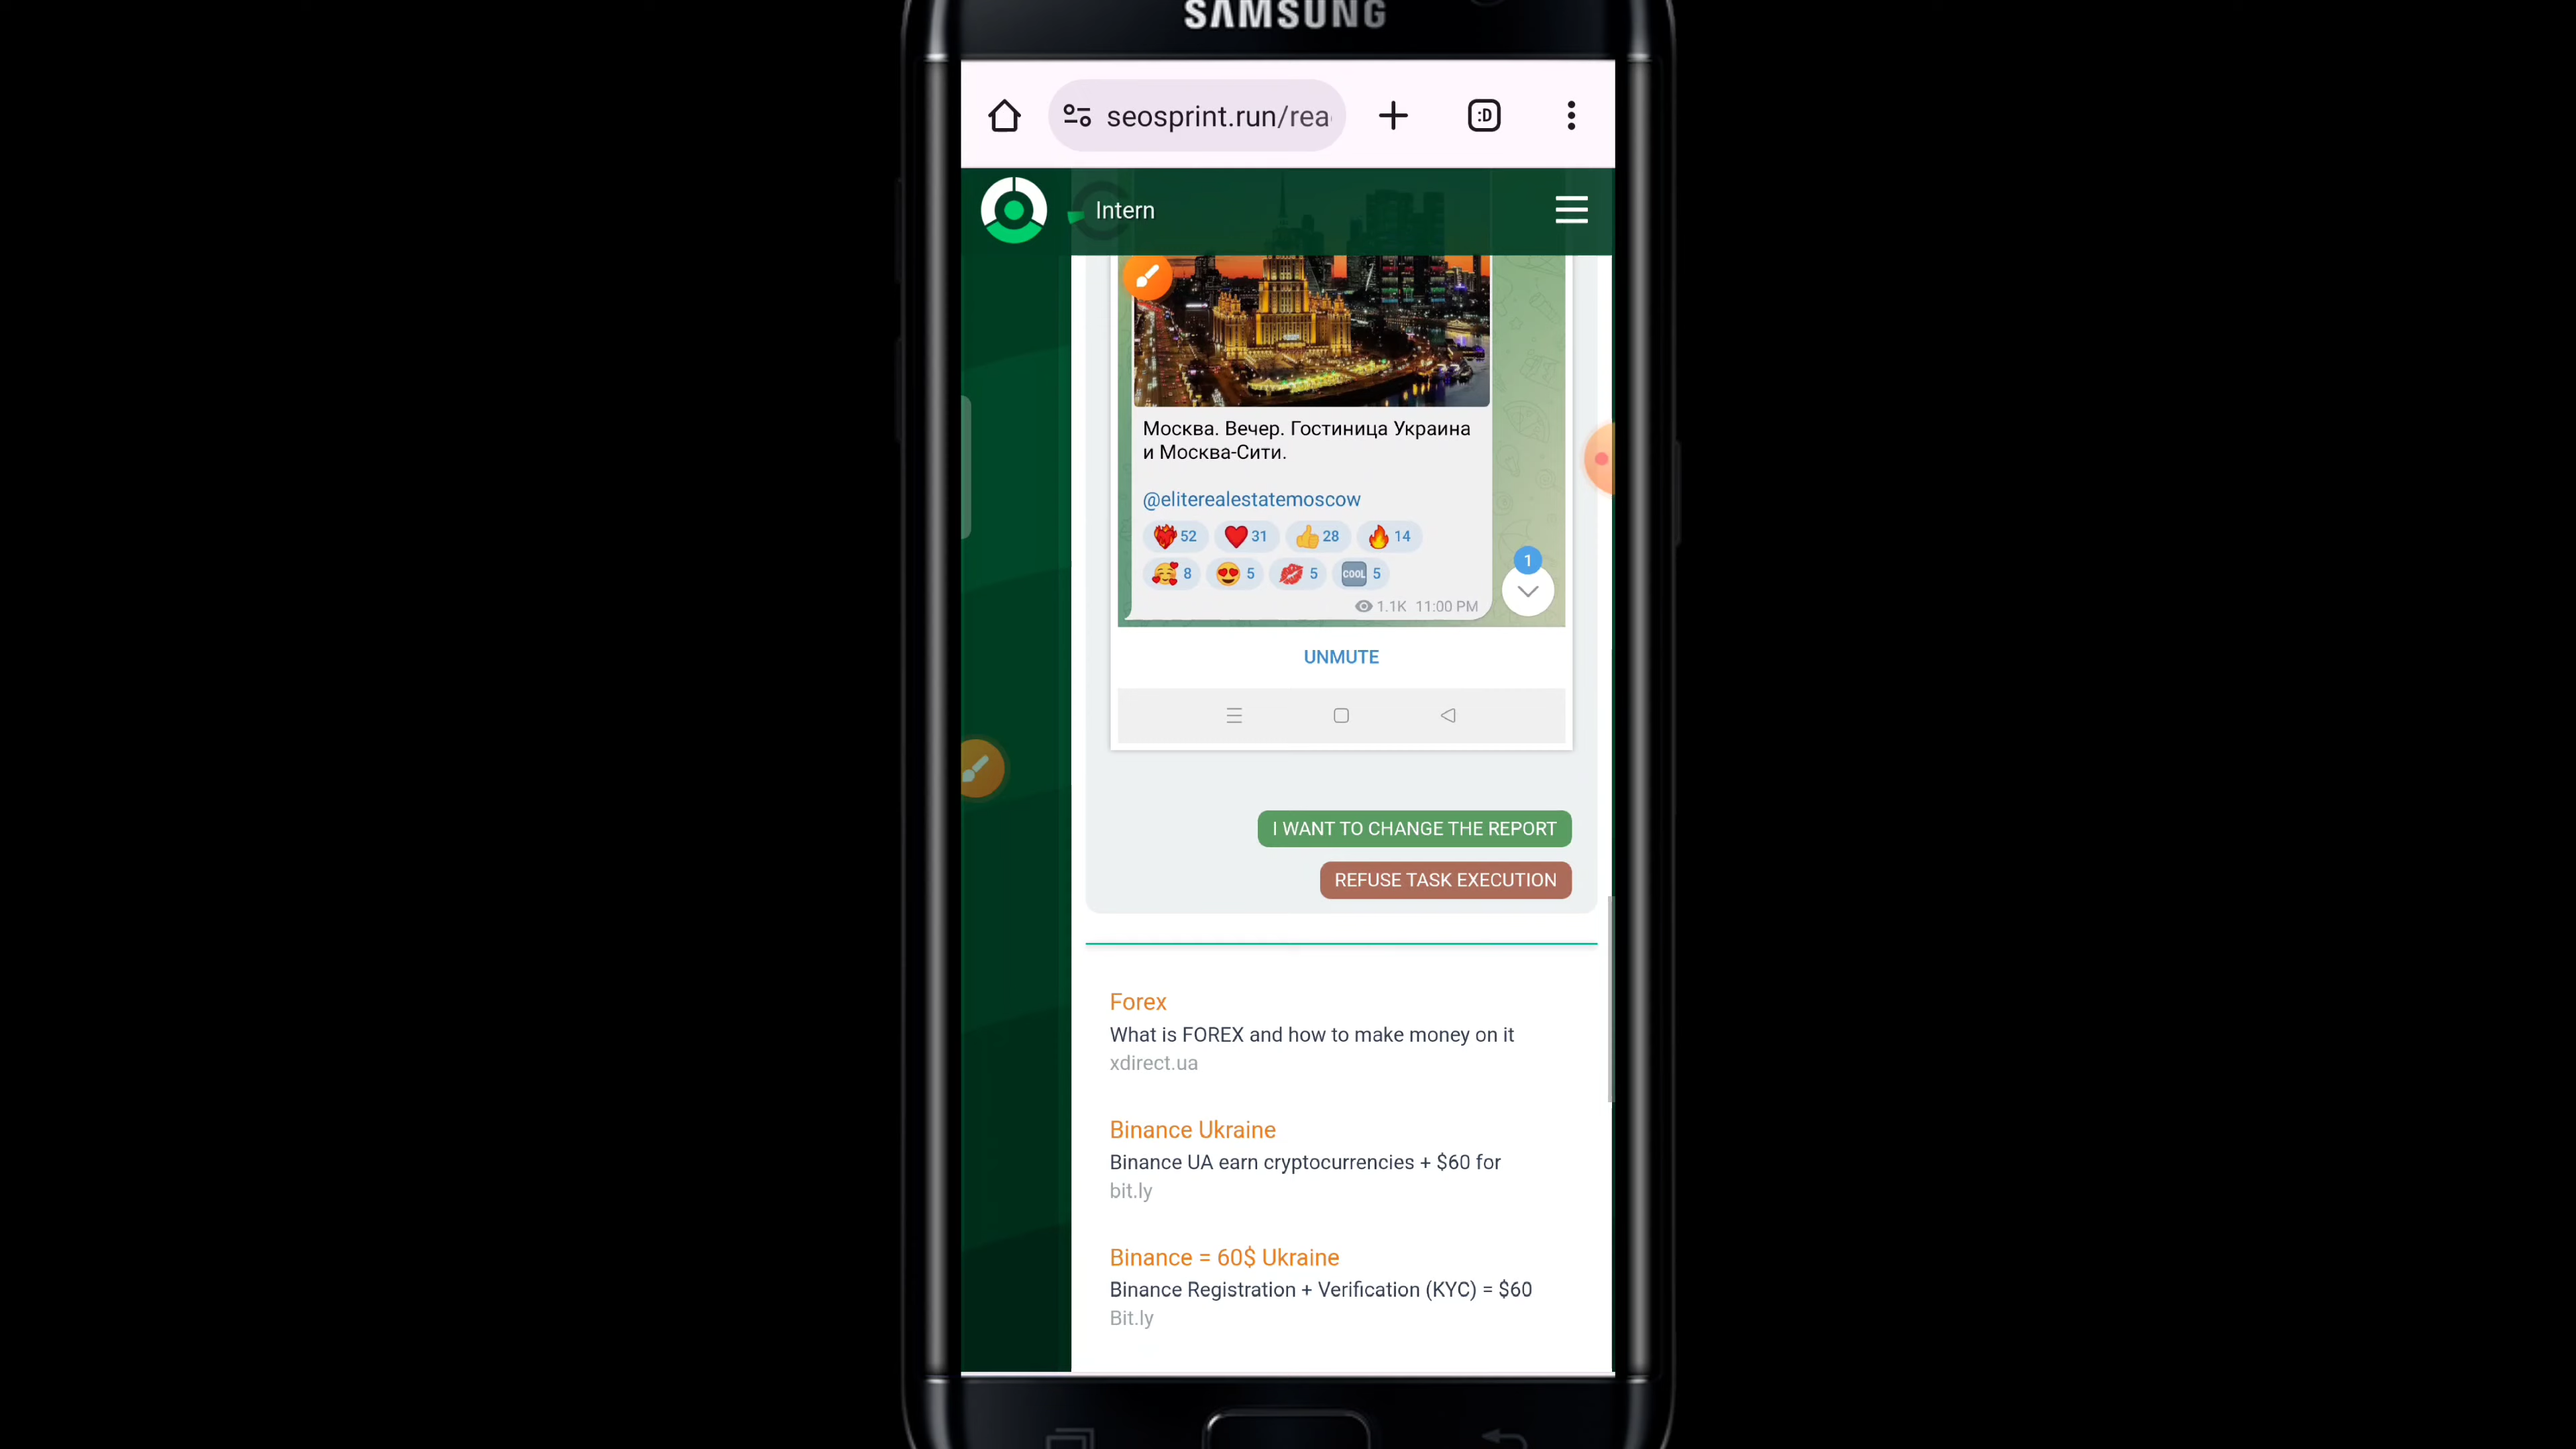 SAMSUNG
seosprint.run/rea
:D
Intern
Москва. Вечер. Гостиница Украина
и Москва-Сити.
@eliterealestatemoscow
52 31 28 14
8 5 5 COOL 5
1
1.1K 11:00 PM
UNMUTE
I WANT TO CHANGE THE REPORT
REFUSE TASK EXECUTION
Forex
What is FOREX and how to make money on it
xdirect.ua
Binance Ukraine
Binance UA earn cryptocurrencies + $60 for
bit.ly
Binance = 60$ Ukraine
Binance Registration + Verification (KYC) = $60
Bit.ly